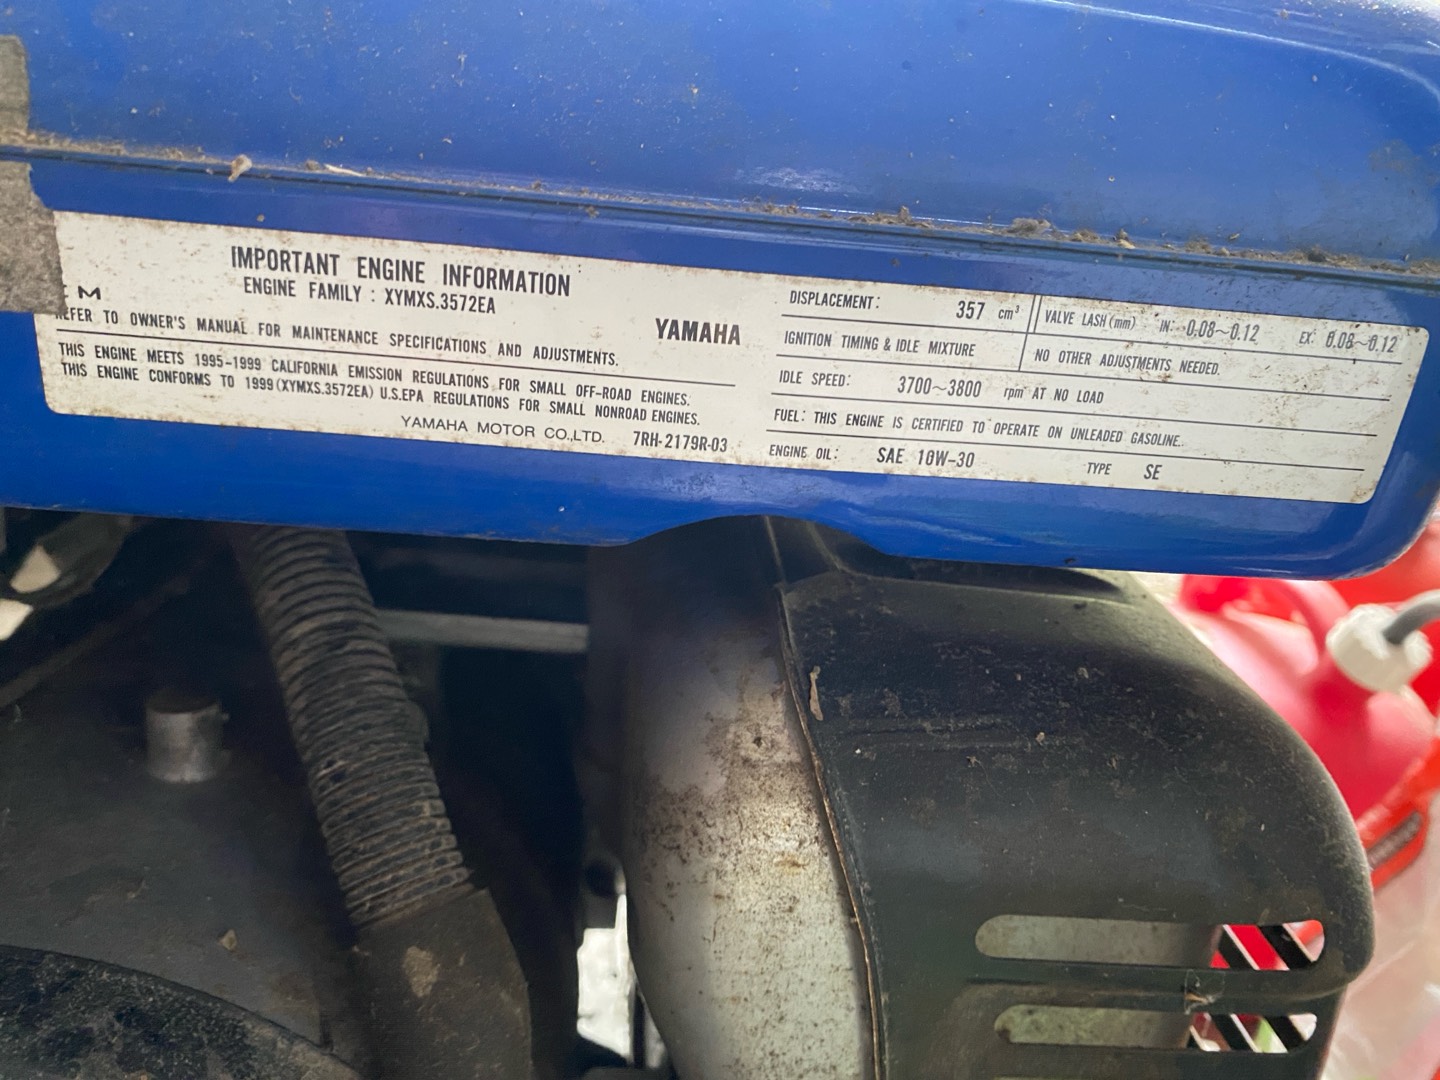 IMPORTANT ENGINE INFORMATION
ENGINE FAMILY : XYMXS.3572EA
EM
REFER TO OWNER'S MANUAL FOR MAINTENANCE SPECIFICATIONS AND ADJUSTMENTS.
YAMAHA
THIS ENGINE MEETS 1995-1999 CALIFORNIA EMISSION REGULATIONS FOR SMALL OFF-ROAD ENGINES.
THIS ENGINE CONFORMS TO 1999(XYMXS.3572EA) U.S.EPA REGULATIONS FOR SMALL NONROAD ENGINES.
YAMAHA MOTOR CO.,LTD. 7RH-2179R-03
DISPLACEMENT: 357 cm³
VALVE LASH(mm) IN: 0.08~0.12 EX: 0.08~0.12
IGNITION TIMING & IDLE MIXTURE
NO OTHER ADJUSTMENTS NEEDED.
IDLE SPEED: 3700~3800 rpm AT NO LOAD
FUEL: THIS ENGINE IS CERTIFIED TO OPERATE ON UNLEADED GASOLINE.
ENGINE OIL: SAE 10W-30 TYPE SE